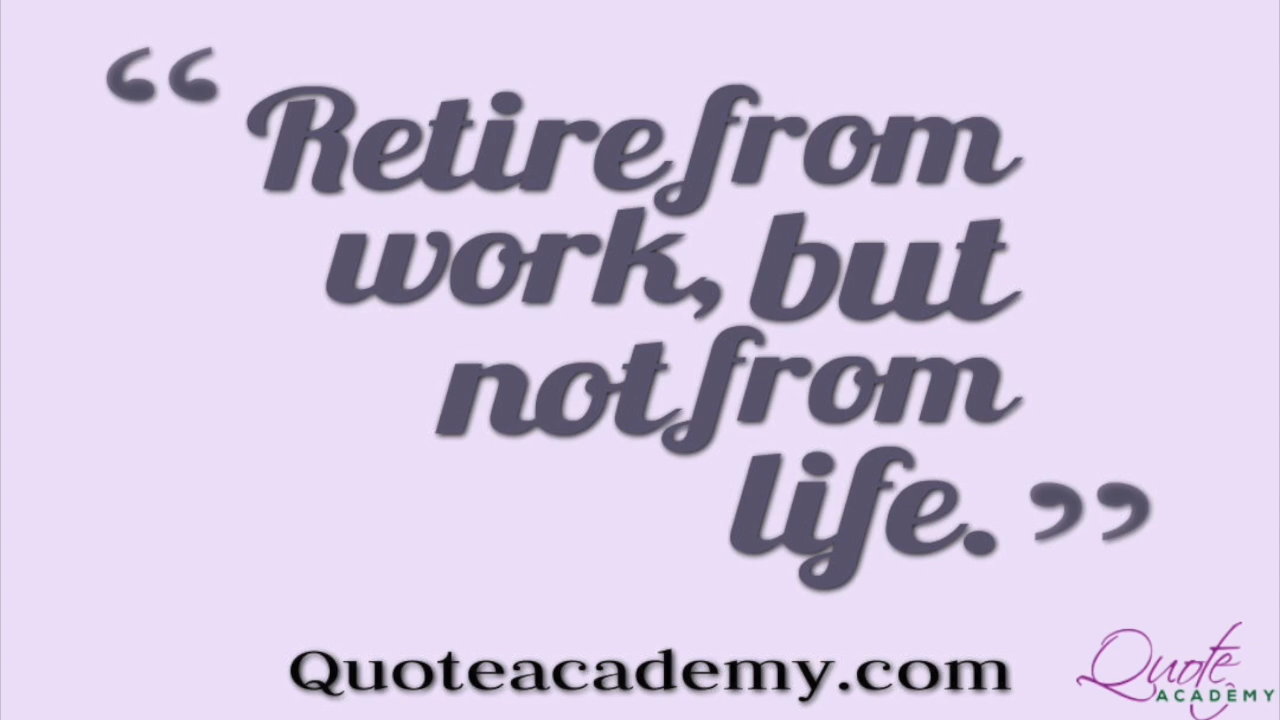 “ Retire from
work, but
not from
life. ”
Quoteacademy.com
Quote
ACADEMY